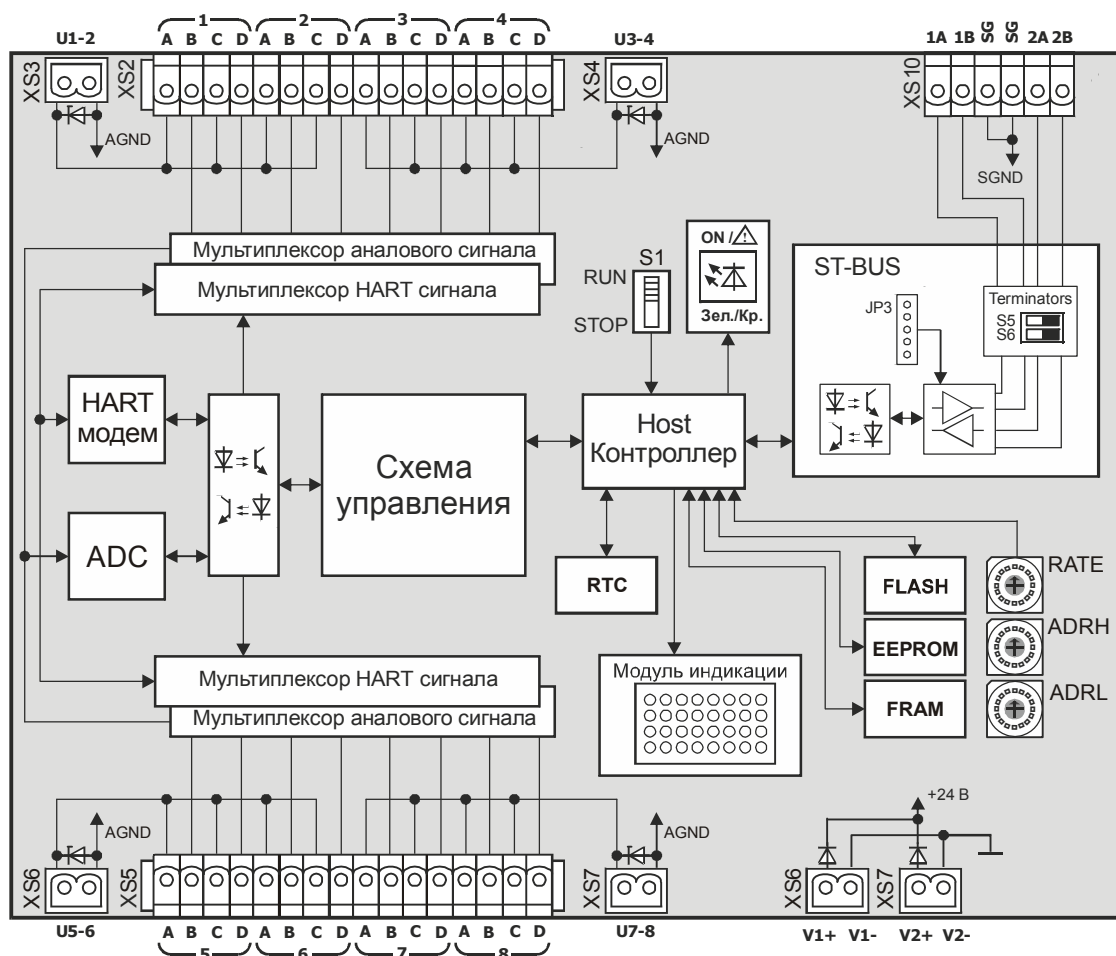 1 2 3 4
U1-2 A B C D A B C D A B C D A B C D U3-4 1A 1B SG SG 2A 2B
XS3 XS2 XS4 XS10
AGND AGND SGND
Мультиплексор аналового сигнала
Мультиплексор HART сигнала
S1
RUN
STOP
ON /
Зел./Кр.
ST-BUS
JP3
Terminators
S5
S6
HART
модем
Схема
управления
Host
Контроллер
ADC
RTC
FLASH
RATE
EEPROM
ADRH
FRAM
ADRL
Модуль индикации
Мультиплексор HART сигнала
Мультиплексор аналового сигнала
+24 В
AGND AGND
XS6 XS5 XS7 XS6 XS7
U5-6 A B C D A B C D A B C D A B C D U7-8 V1+ V1- V2+ V2-
5 6 7 8